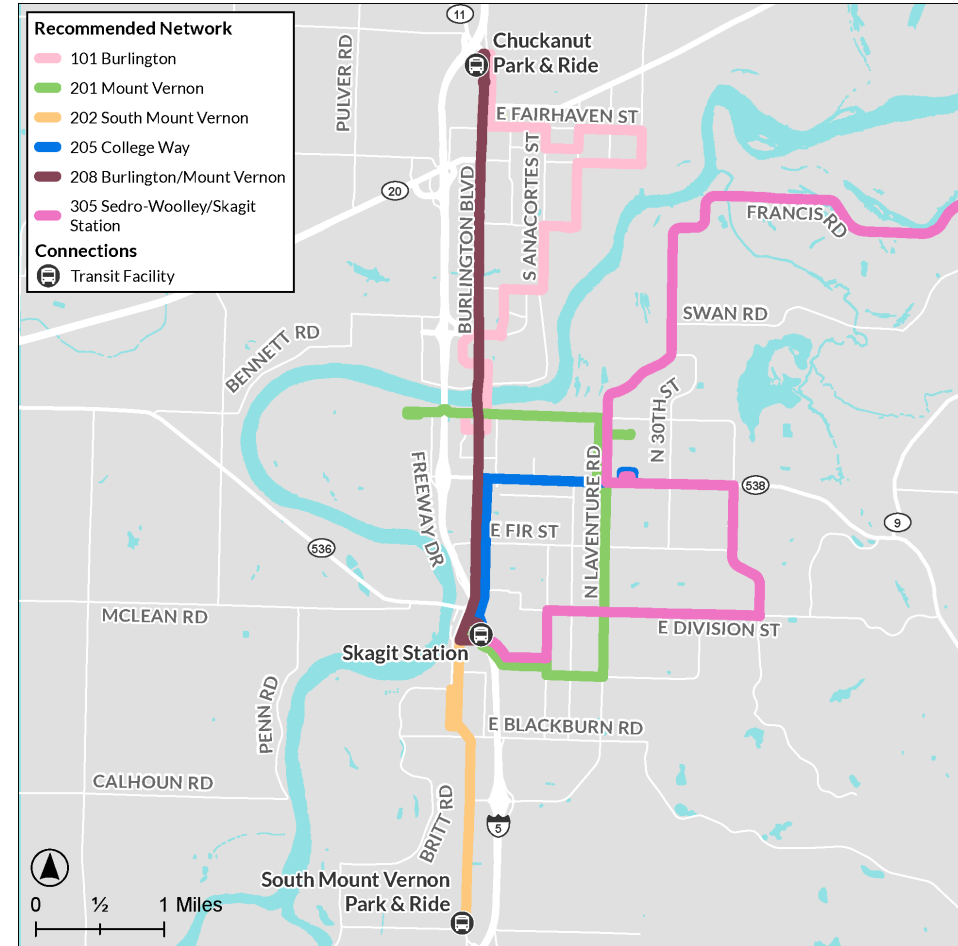 Recommended Network
101 Burlington
201 Mount Vernon
202 South Mount Vernon
205 College Way
208 Burlington/Mount Vernon
305 Sedro-Woolley/Skagit
Station
Connections
Transit Facility
11
Chuckanut
Park & Ride
PULVER RD
E FAIRHAVEN ST
S ANACORTES ST
BURLINGTON BLVD
20
FRANCIS RD
SWAN RD
BENNETT RD
N 30TH ST
FREEWAY DR
N LAVENTURE RD
538
9
E FIR ST
536
MCLEAN RD
E DIVISION ST
Skagit Station
PENN RD
E BLACKBURN RD
CALHOUN RD
BRITT RD
5
South Mount Vernon
Park & Ride
0 ½ 1 Miles